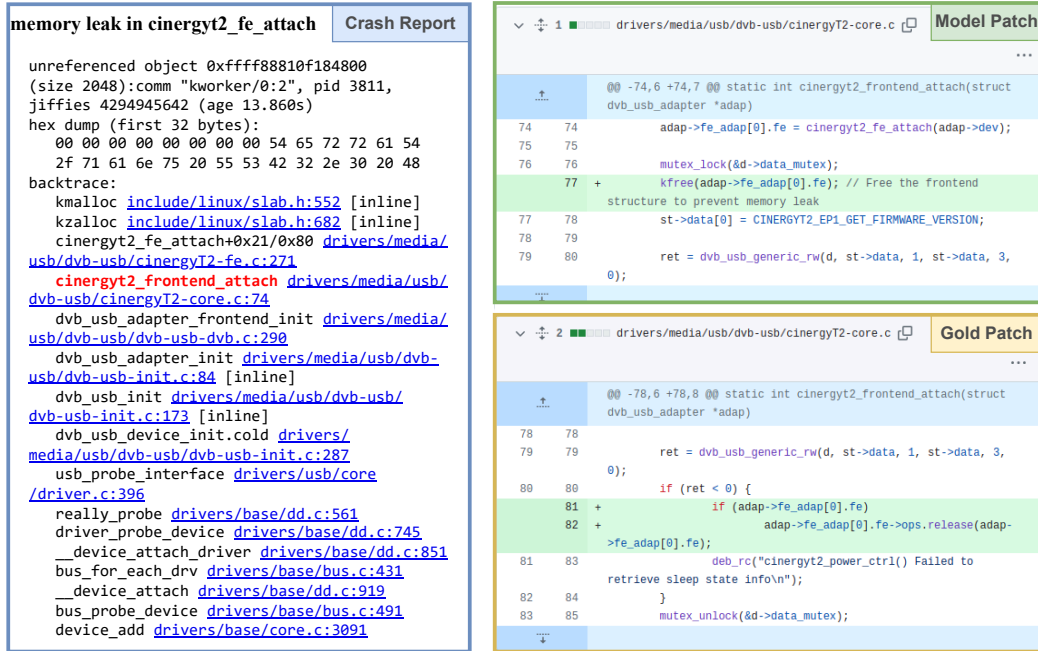 memory leak in cinergyt2_fe_attach
Crash Report
unreferenced object 0xffff88810f184800
(size 2048):comm "kworker/0:2", pid 3811,
jiffies 4294945642 (age 13.860s)
hex dump (first 32 bytes):
00 00 00 00 00 00 00 00 54 65 72 72 61 54
2f 71 61 6e 75 20 55 53 42 32 2e 30 20 48
backtrace:
kmalloc include/linux/slab.h:552 [inline]
kzalloc include/linux/slab.h:682 [inline]
cinergyt2_fe_attach+0x21/0x80 drivers/media/
usb/dvb-usb/cinergyT2-fe.c:271
cinergyt2_frontend_attach drivers/media/usb/
dvb-usb/cinergyT2-core.c:74
dvb_usb_adapter_frontend_init drivers/media/
usb/dvb-usb/dvb-usb-dvb.c:290
dvb_usb_adapter_init drivers/media/usb/dvb-
usb/dvb-usb-init.c:84 [inline]
dvb_usb_init drivers/media/usb/dvb-usb/
dvb-usb-init.c:173 [inline]
dvb_usb_device_init.cold drivers/
media/usb/dvb-usb/dvb-usb-init.c:287
usb_probe_interface drivers/usb/core
/driver.c:396
really_probe drivers/base/dd.c:561
driver_probe_device drivers/base/dd.c:745
__device_attach_driver drivers/base/dd.c:851
bus_for_each_drv drivers/base/bus.c:431
__device_attach drivers/base/dd.c:919
bus_probe_device drivers/base/bus.c:491
device_add drivers/base/core.c:3091
1 drivers/media/usb/dvb-usb/cinergyT2-core.c
Model Patch
...
@@ -74,6 +74,7 @@ static int cinergyt2_frontend_attach(struct
dvb_usb_adapter *adap)
74 74 adap->fe_adap[0].fe = cinergyt2_fe_attach(adap->dev);
75 75
76 76 mutex_lock(&d->data_mutex);
77 + kfree(adap->fe_adap[0].fe); // Free the frontend
structure to prevent memory leak
77 78 st->data[0] = CINERGYT2_EP1_GET_FIRMWARE_VERSION;
78 79
79 80 ret = dvb_usb_generic_rw(d, st->data, 1, st->data, 3,
0);
2 drivers/media/usb/dvb-usb/cinergyT2-core.c
Gold Patch
...
@@ -78,6 +78,8 @@ static int cinergyt2_frontend_attach(struct
dvb_usb_adapter *adap)
78 78
79 79 ret = dvb_usb_generic_rw(d, st->data, 1, st->data, 3,
0);
80 80 if (ret < 0) {
81 + if (adap->fe_adap[0].fe)
82 + adap->fe_adap[0].fe->ops.release(adap-
>fe_adap[0].fe);
81 83 deb_rc("cinergyt2_power_ctrl() Failed to
retrieve sleep state info\n");
82 84 }
83 85 mutex_unlock(&d->data_mutex);